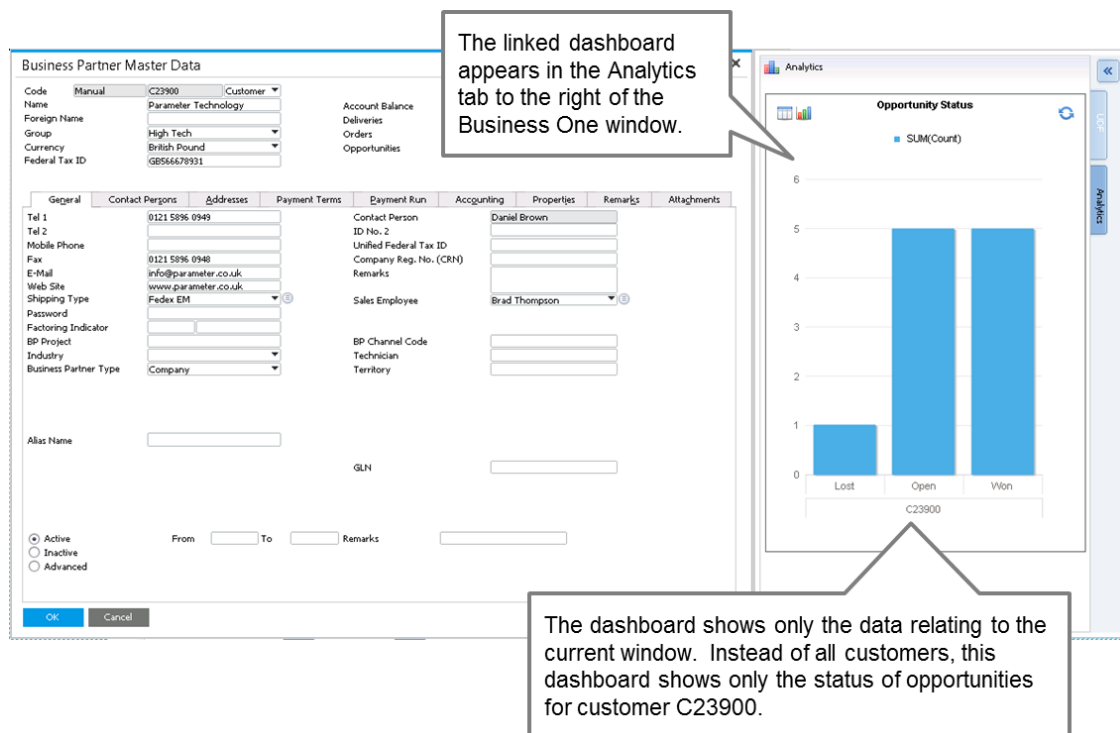 The linked dashboard
appears in the Analytics
tab to the right of the
Business One window.
Business Partner Master Data
Code Manual C23900 Customer
Name Parameter Technology
Foreign Name
Group High Tech
Currency British Pound
Federal Tax ID GB566678931
Account Balance
Deliveries
Orders
Opportunities
General Contact Persons Addresses Payment Terms Payment Run Accounting Properties Remarks Attachments
Tel 1 0121 5896 0949 Contact Person Daniel Brown
Tel 2 ID No. 2
Mobile Phone Unified Federal Tax ID
Fax 0121 5896 0948 Company Reg. No. (CRN)
E-Mail info@parameter.co.uk Remarks
Web Site www.parameter.co.uk
Shipping Type Fedex EM Sales Employee Brad Thompson
Password
Factoring Indicator
BP Project BP Channel Code
Industry Technician
Business Partner Type Company Territory
Alias Name
GLN
Active From To Remarks
Inactive
Advanced
OK Cancel
Analytics
Opportunity Status
SUM(Count)
6
5
4
3
2
1
0
Lost Open Won
C23900
UDF
Analytics
The dashboard shows only the data relating to the
current window. Instead of all customers, this
dashboard shows only the status of opportunities
for customer C23900.